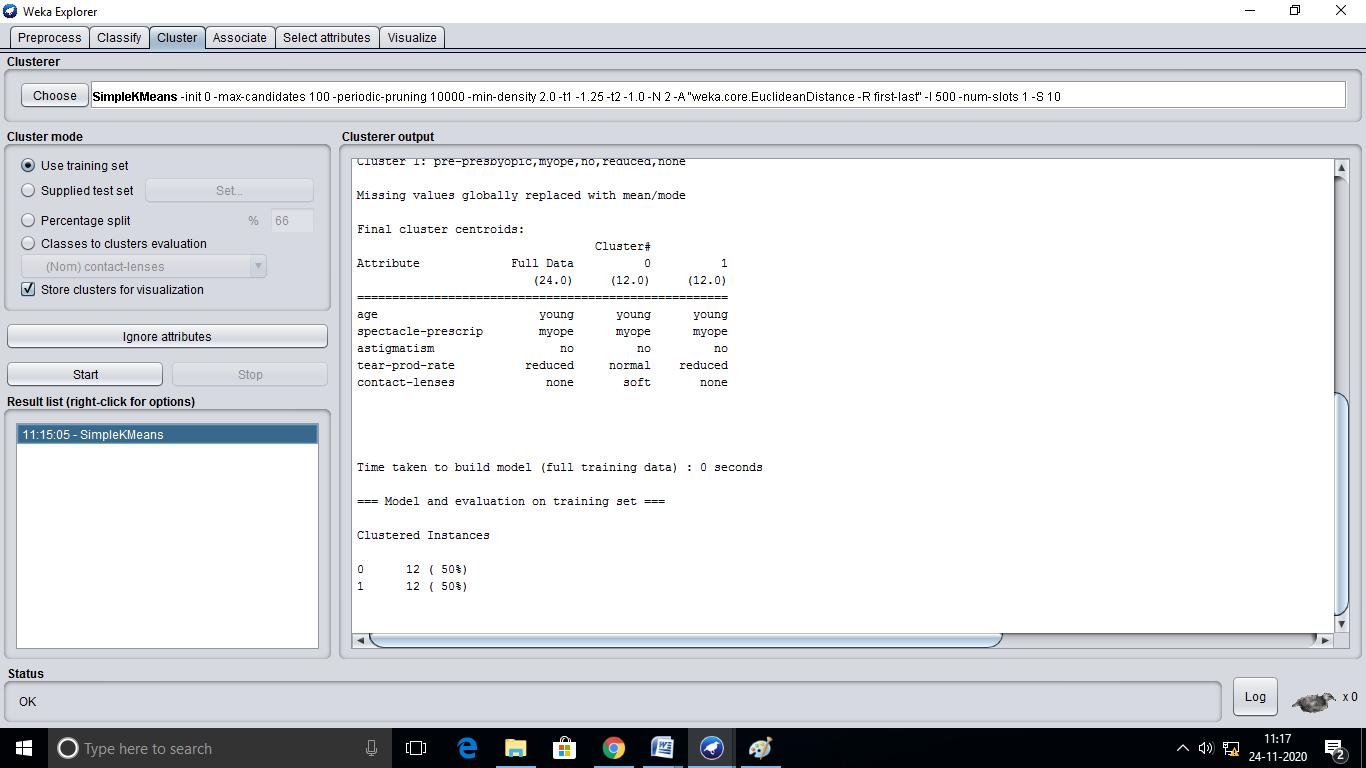 Weka Explorer
Preprocess Classify Cluster Associate Select attributes Visualize
Clusterer
Choose SimpleKMeans -init 0 -max-candidates 100 -periodic-pruning 10000 -min-density 2.0 -t1 -1.25 -t2 -1.0 -N 2 -A "weka.core.EuclideanDistance -R first-last" -I 500 -num-slots 1 -S 10
Cluster mode
Use training set
Supplied test set Set...
Percentage split % 66
Classes to clusters evaluation
(Nom) contact-lenses
Store clusters for visualization
Ignore attributes
Start Stop
Result list (right-click for options)
11:15:05 - SimpleKMeans
Clusterer output
Cluster 1: pre-presbyopic,myope,no,reduced,none
Missing values globally replaced with mean/mode
Final cluster centroids:
Cluster#
Attribute Full Data 0 1
(24.0) (12.0) (12.0)
==========================================================
age young young young
spectacle-prescrip myope myope myope
astigmatism no no no
tear-prod-rate reduced normal reduced
contact-lenses none soft none
Time taken to build model (full training data) : 0 seconds
=== Model and evaluation on training set ===
Clustered Instances
0 12 ( 50%)
1 12 ( 50%)
Status
OK
Log
x 0
Type here to search
11:17
24-11-2020
2